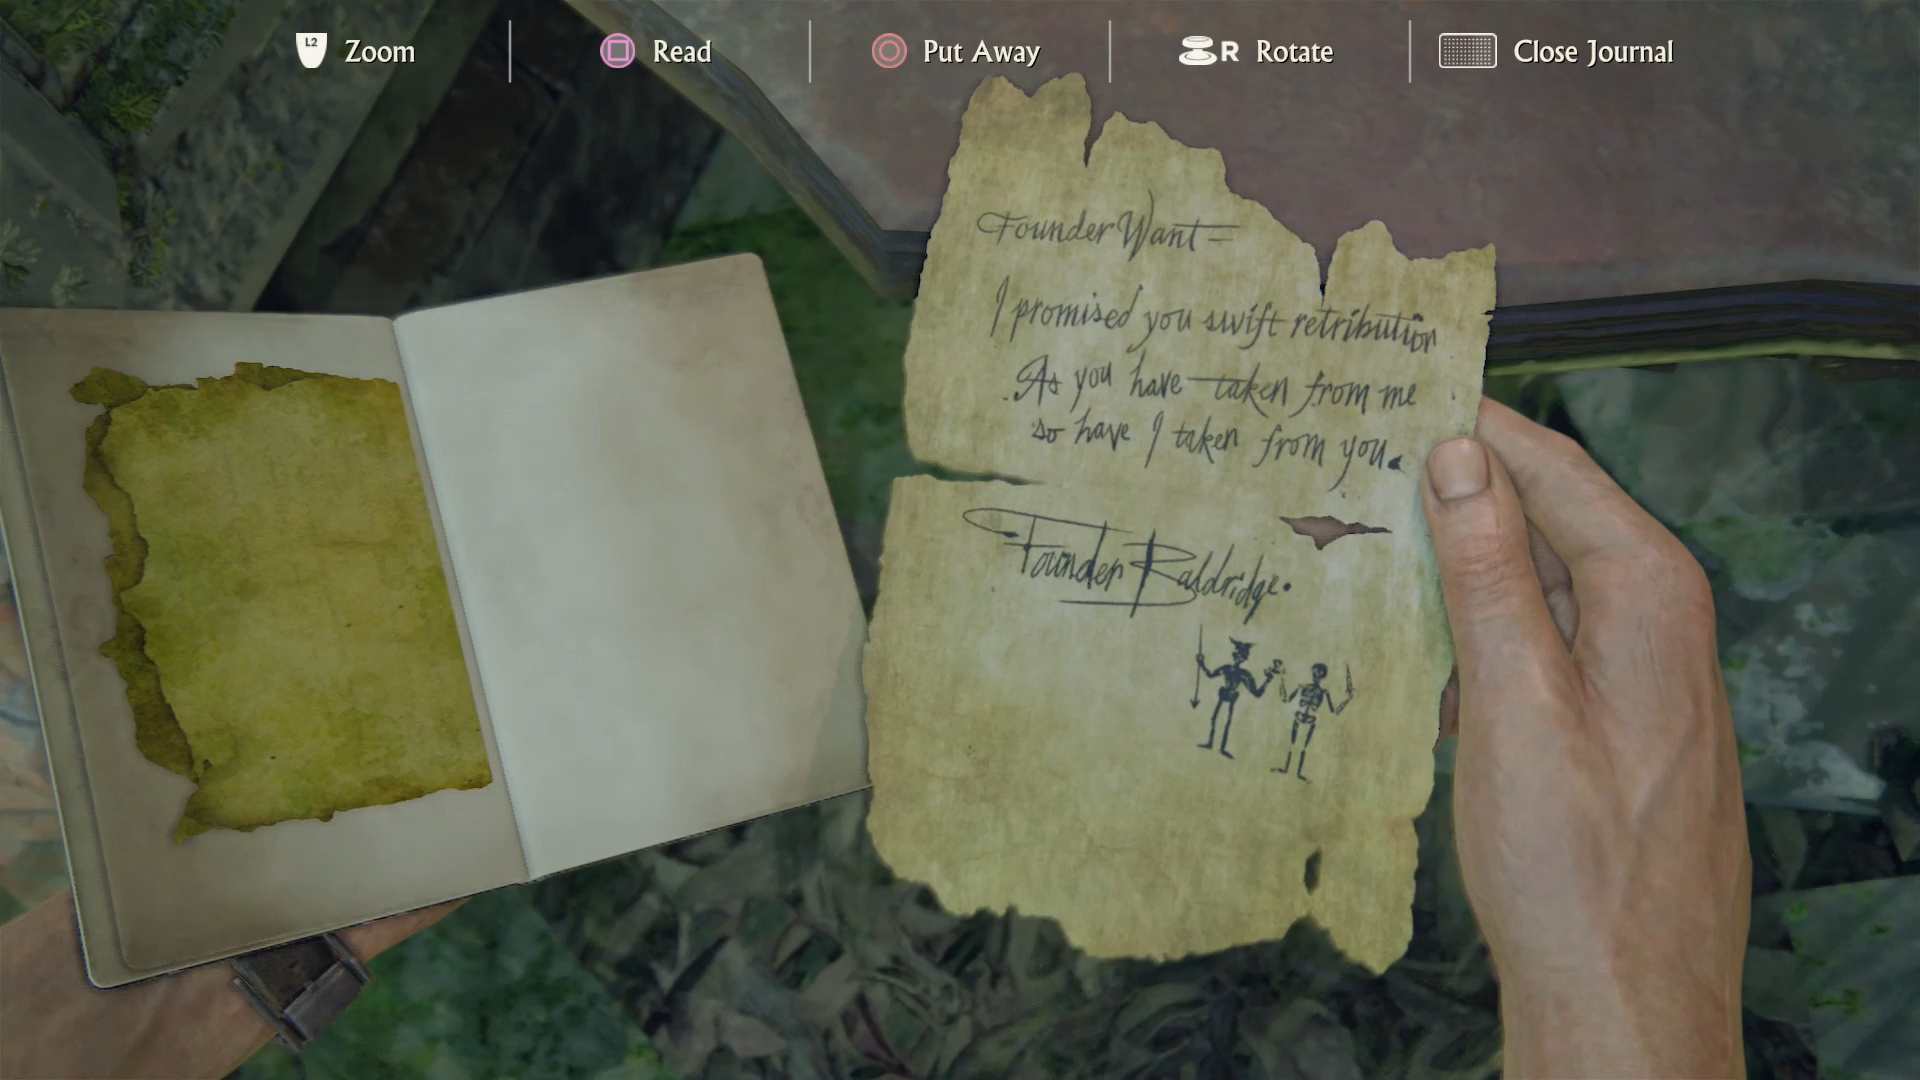 L2 Zoom
Read
Put Away
R Rotate
Close Journal
Founder Want —
I promised you swift retribution
As you have taken from me
so have I taken from you.
Founder Baldridge.